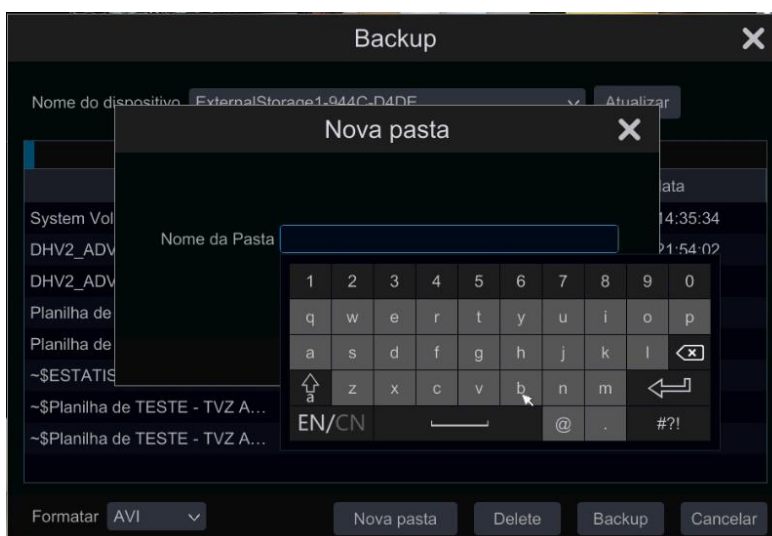 Backup
Nome do dispositivo ExternalStorage1-944C-D4DE Atualizar
Nova pasta
data
System Vol 14:35:34
Nome da Pasta
DHV2_ADV 21:54:02
DHV2_ADV
1 2 3 4 5 6 7 8 9 0
Planilha de
q w e r t y u i o p
Planilha de
a s d f g h j k l
~$ESTATIS
a z x c v b n m
~$Planilha de TESTE - TVZ A...
EN/CN @ . #?!
~$Planilha de TESTE - TVZ A...
Formatar AVI Nova pasta Delete Backup Cancelar